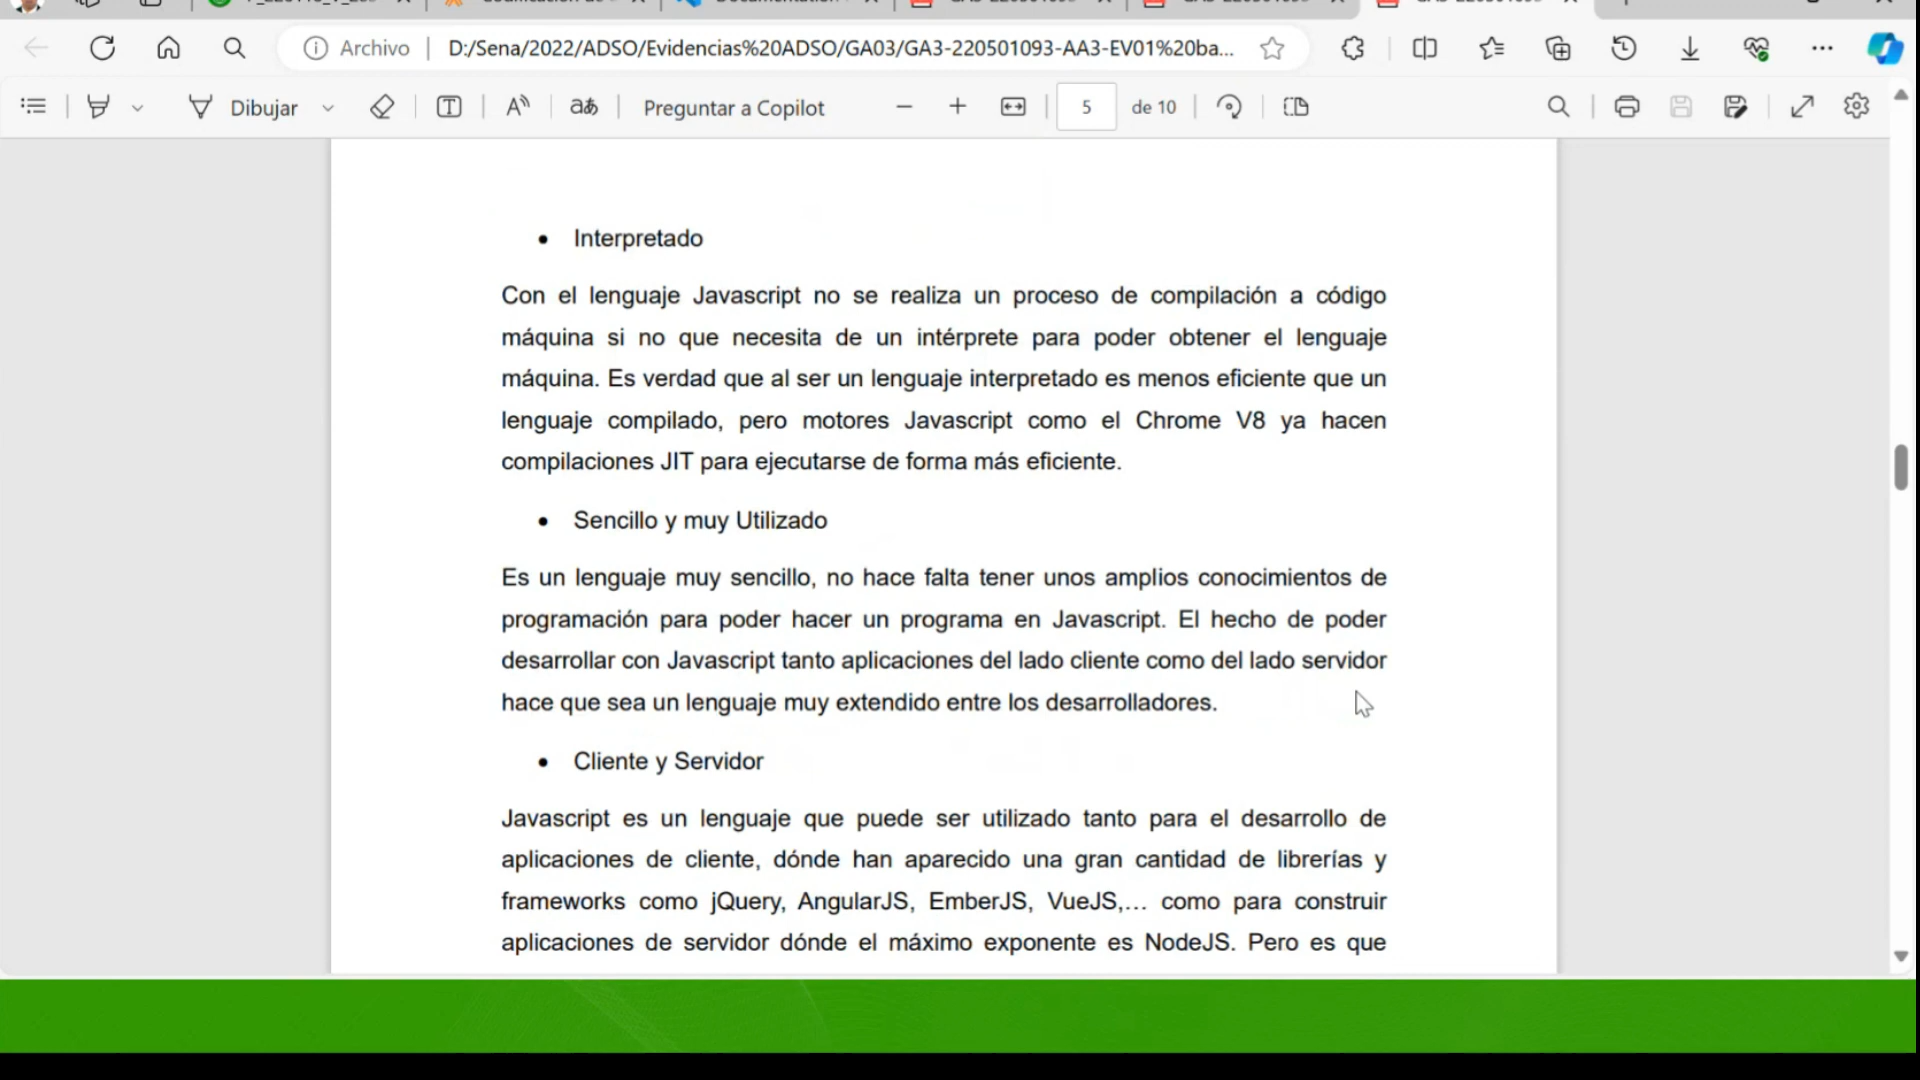 Archivo D:/Sena/2022/ADSO/Evidencias%20ADSO/GA03/GA3-220501093-AA3-EV01%20ba...
Dibujar Preguntar a Copilot 5 de 10
• Interpretado
Con el lenguaje Javascript no se realiza un proceso de compilación a código
máquina si no que necesita de un intérprete para poder obtener el lenguaje
máquina. Es verdad que al ser un lenguaje interpretado es menos eficiente que un
lenguaje compilado, pero motores Javascript como el Chrome V8 ya hacen
compilaciones JIT para ejecutarse de forma más eficiente.
• Sencillo y muy Utilizado
Es un lenguaje muy sencillo, no hace falta tener unos amplios conocimientos de
programación para poder hacer un programa en Javascript. El hecho de poder
desarrollar con Javascript tanto aplicaciones del lado cliente como del lado servidor
hace que sea un lenguaje muy extendido entre los desarrolladores.
• Cliente y Servidor
Javascript es un lenguaje que puede ser utilizado tanto para el desarrollo de
aplicaciones de cliente, dónde han aparecido una gran cantidad de librerías y
frameworks como jQuery, AngularJS, EmberJS, VueJS,… como para construir
aplicaciones de servidor dónde el máximo exponente es NodeJS. Pero es que